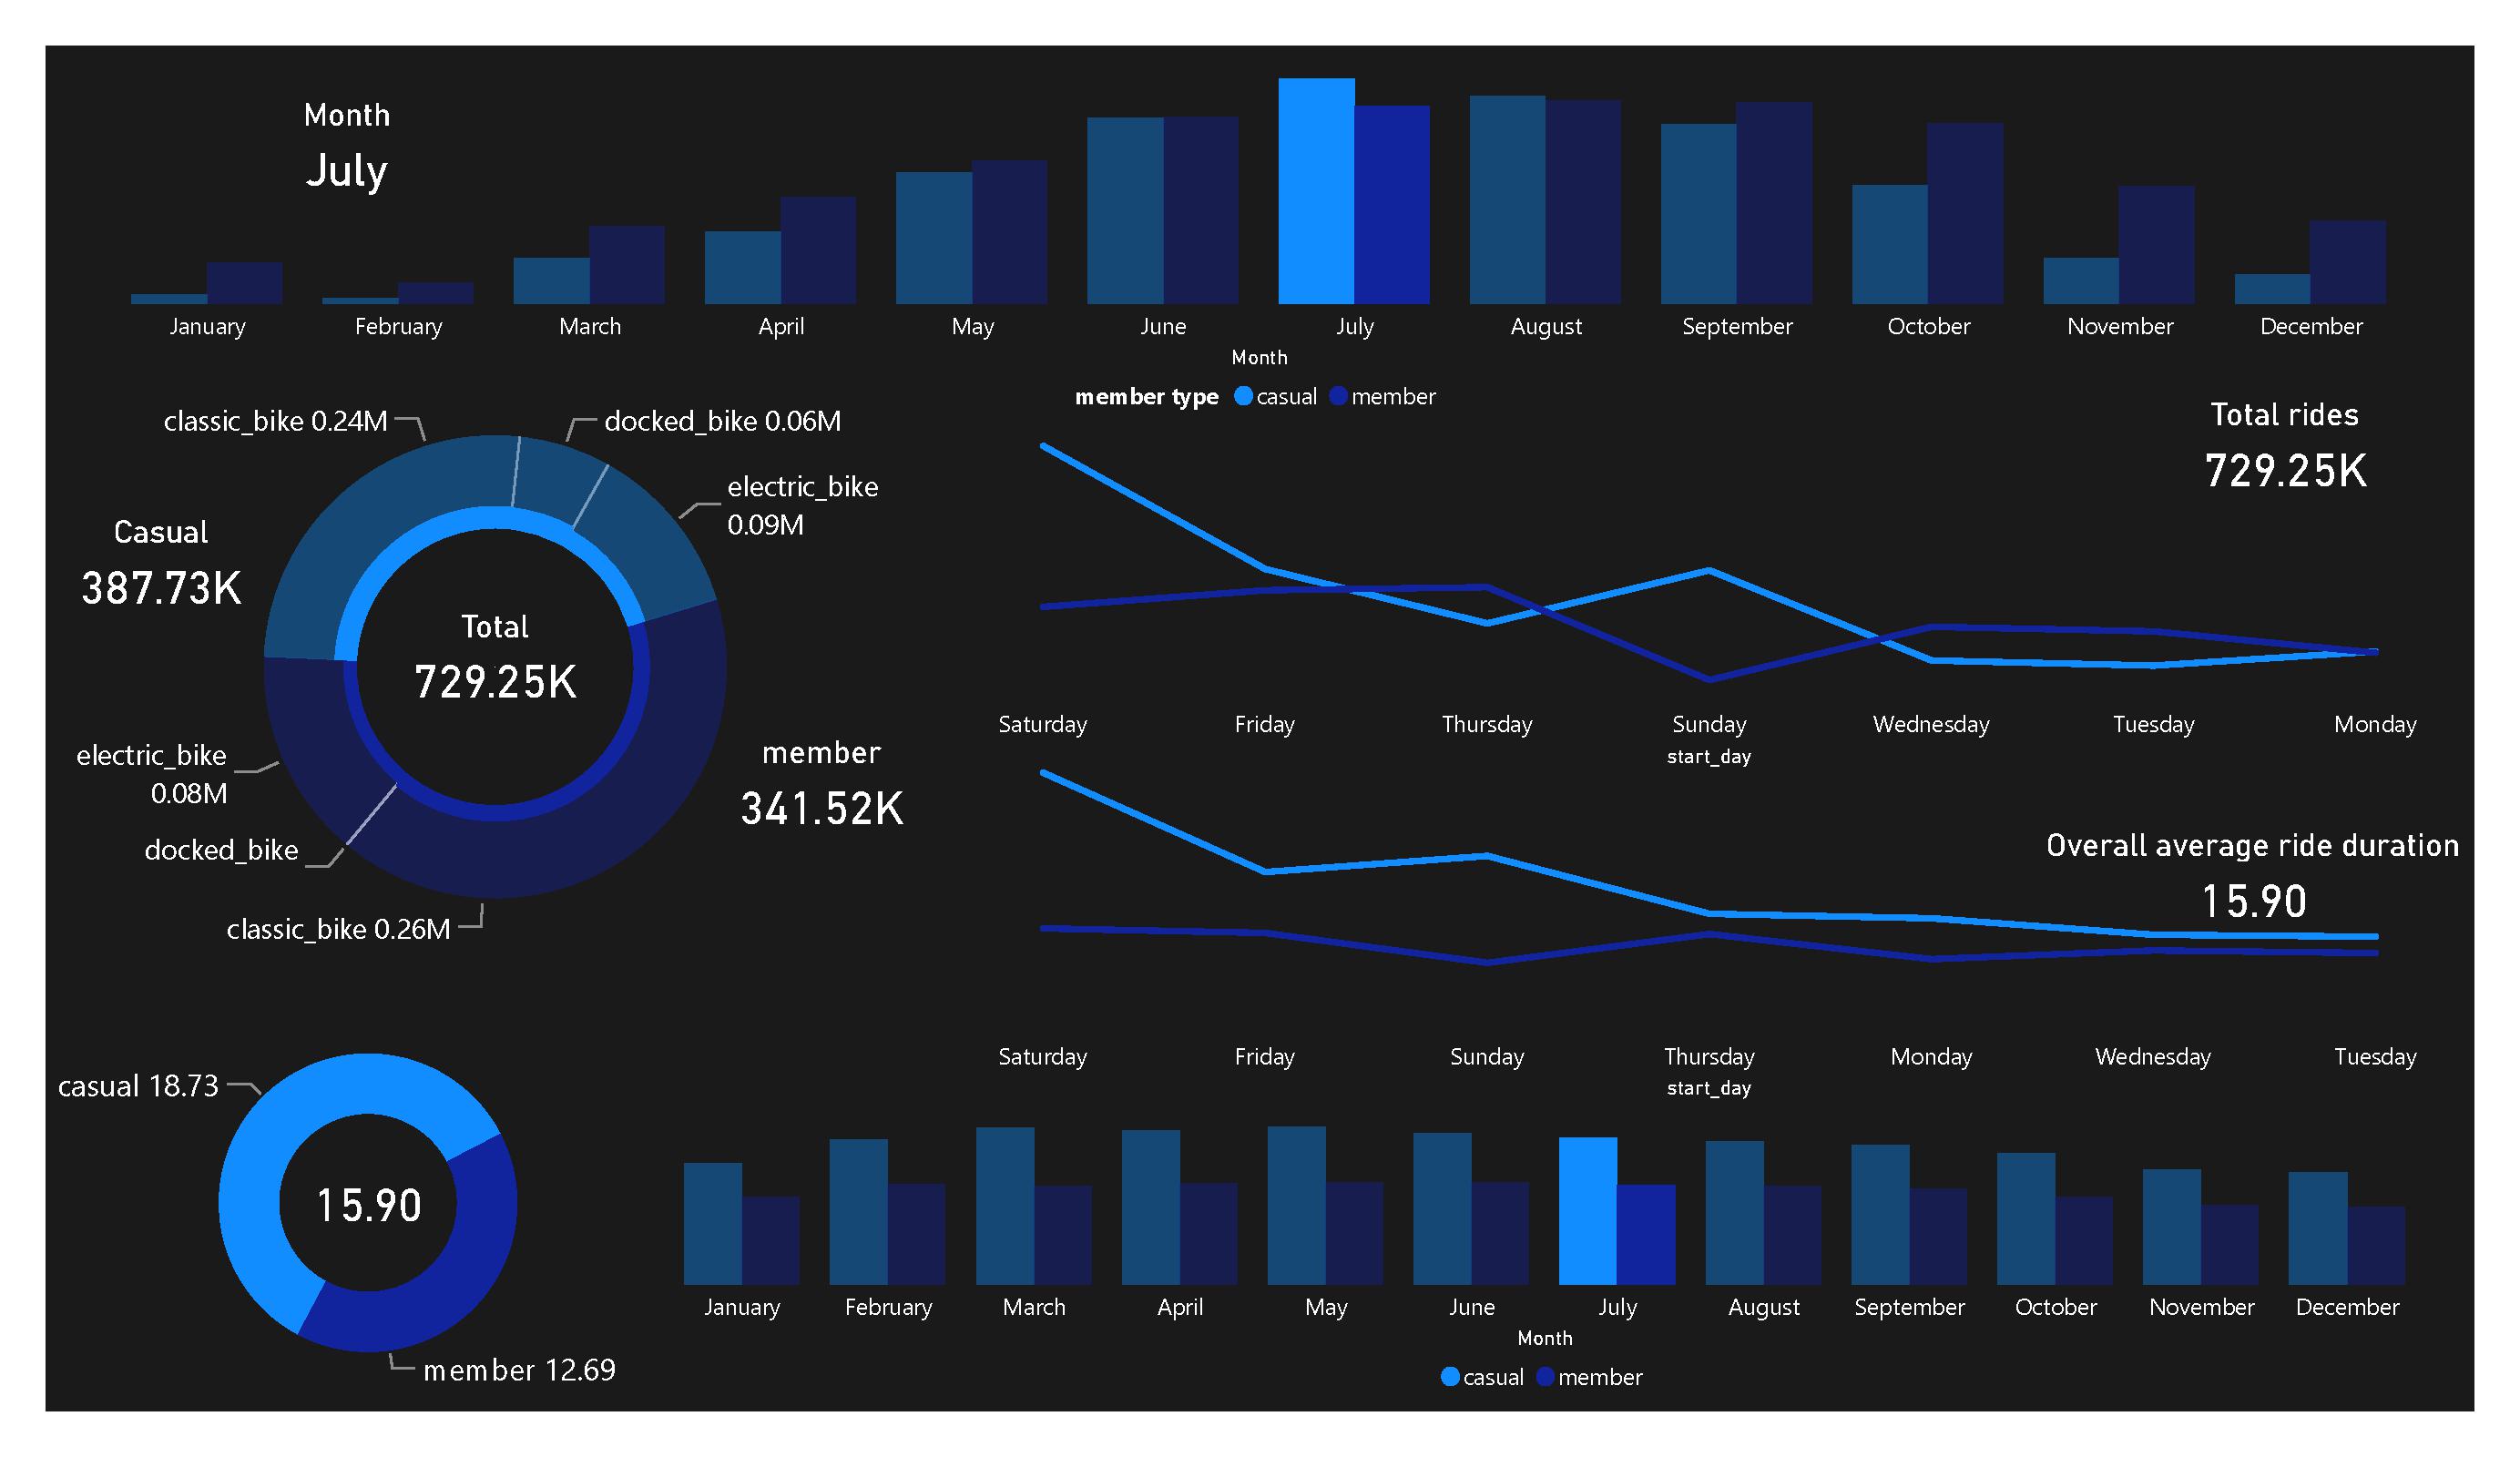 Month
July
January February March April May June July August September October November December
Month
member type casual member
classic_bike 0.24M
docked_bike 0.06M
electric_bike
0.09M
Casual
387.73K
Total
729.25K
electric_bike
0.08M
docked_bike
classic_bike 0.26M
member
341.52K
Total rides
729.25K
Saturday Friday Thursday Sunday Wednesday Tuesday Monday
start_day
Overall average ride duration
15.90
Saturday Friday Sunday Thursday Monday Wednesday Tuesday
start_day
casual 18.73
15.90
member 12.69
January February March April May June July August September October November December
Month
casual member